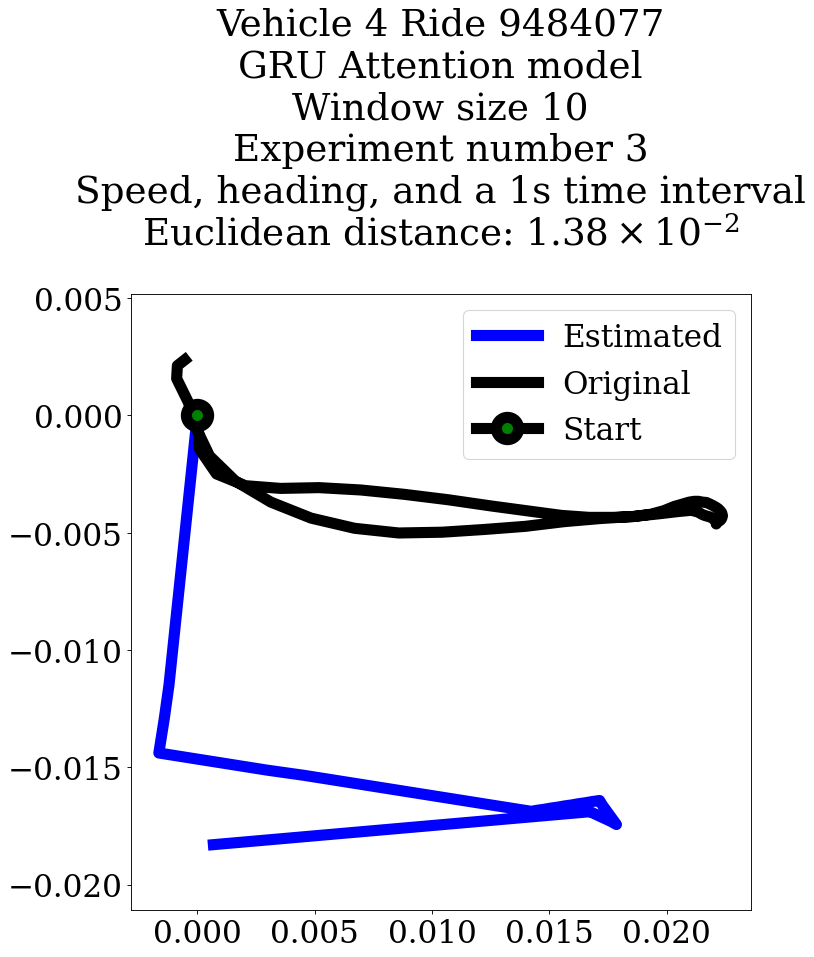 Vehicle 4 Ride 9484077
GRU Attention model
Window size 10
Experiment number 3
Speed, heading, and a 1s time interval
Euclidean distance: 1.38 × 10⁻²
Estimated
Original
Start
0.005
0.000
−0.005
−0.010
−0.015
−0.020
0.000 0.005 0.010 0.015 0.020